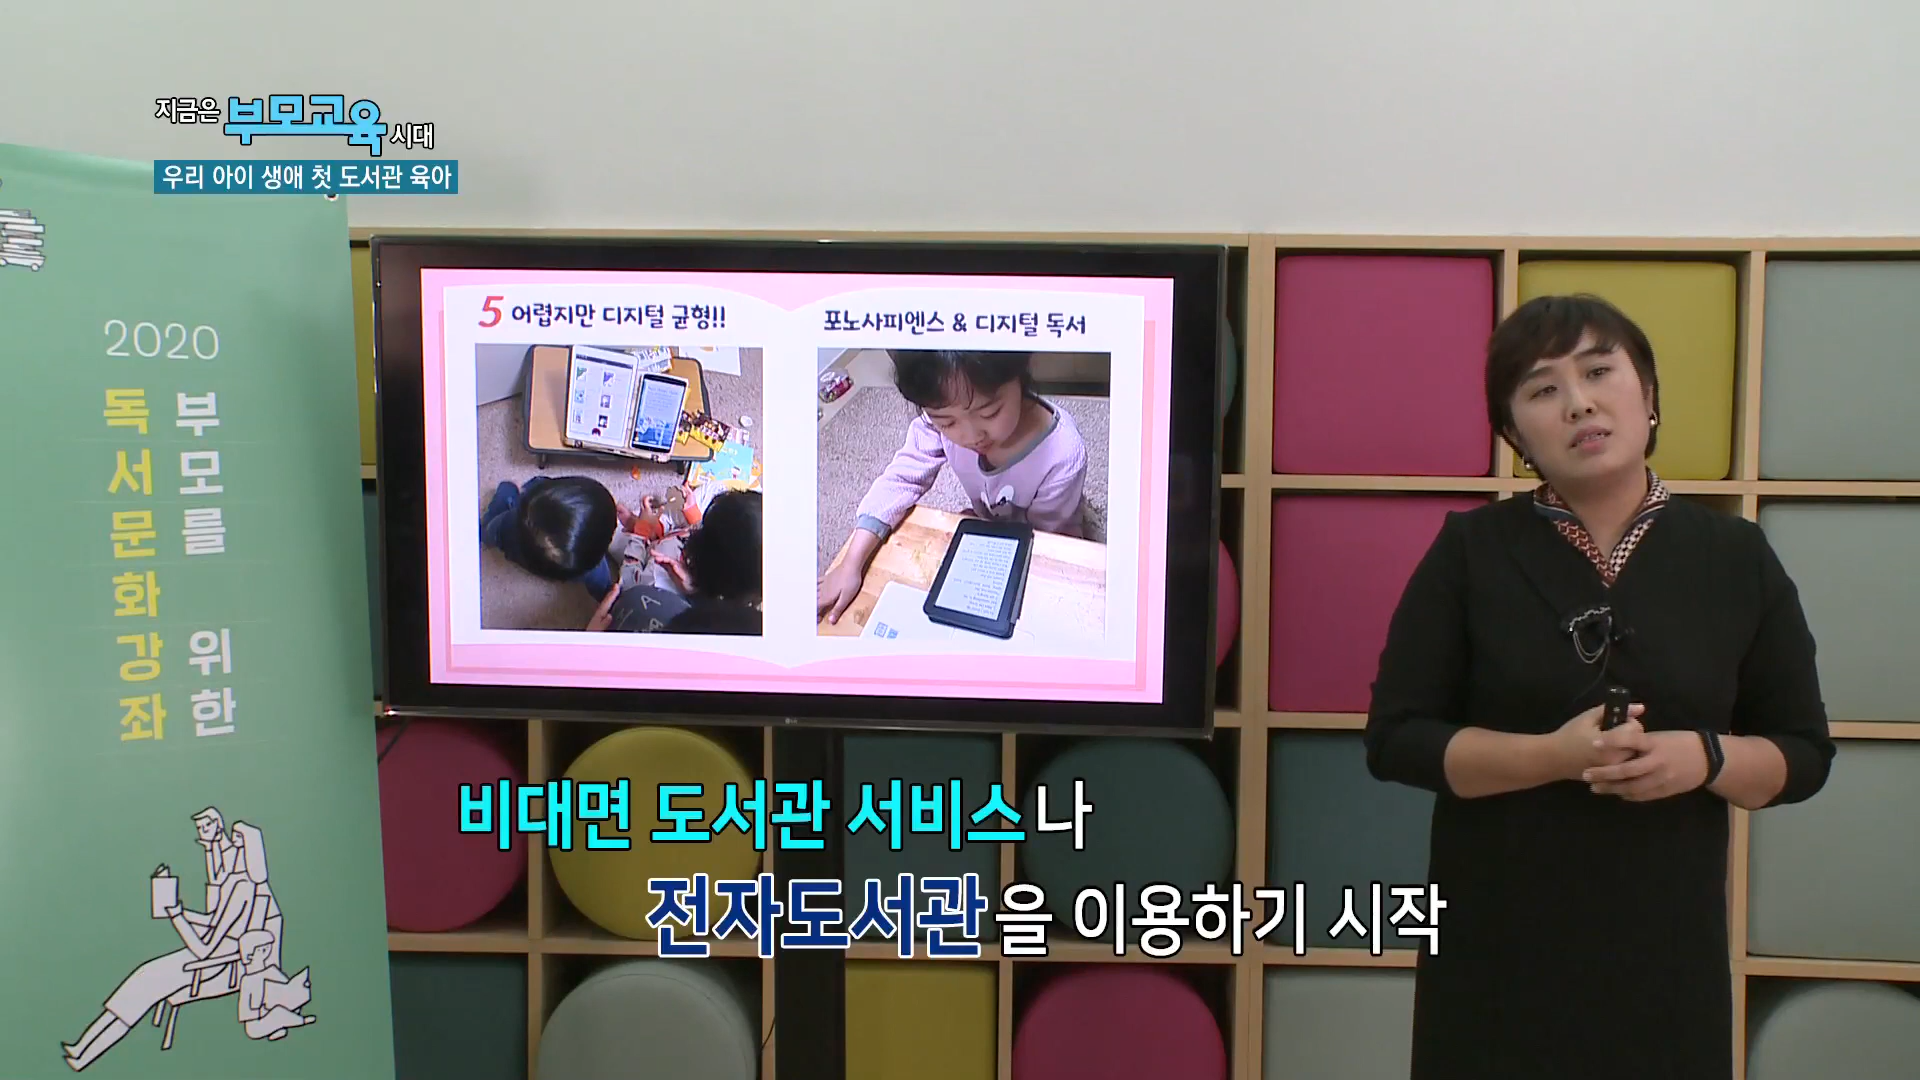 지금은 부모교육 시대
우리 아이 생애 첫 도서관 육아
2020
부모를 위한
독서문화강좌
5 어렵지만 디지털 균형!!
포노사피엔스 & 디지털 독서
비대면 도서관 서비스나
전자도서관을 이용하기 시작